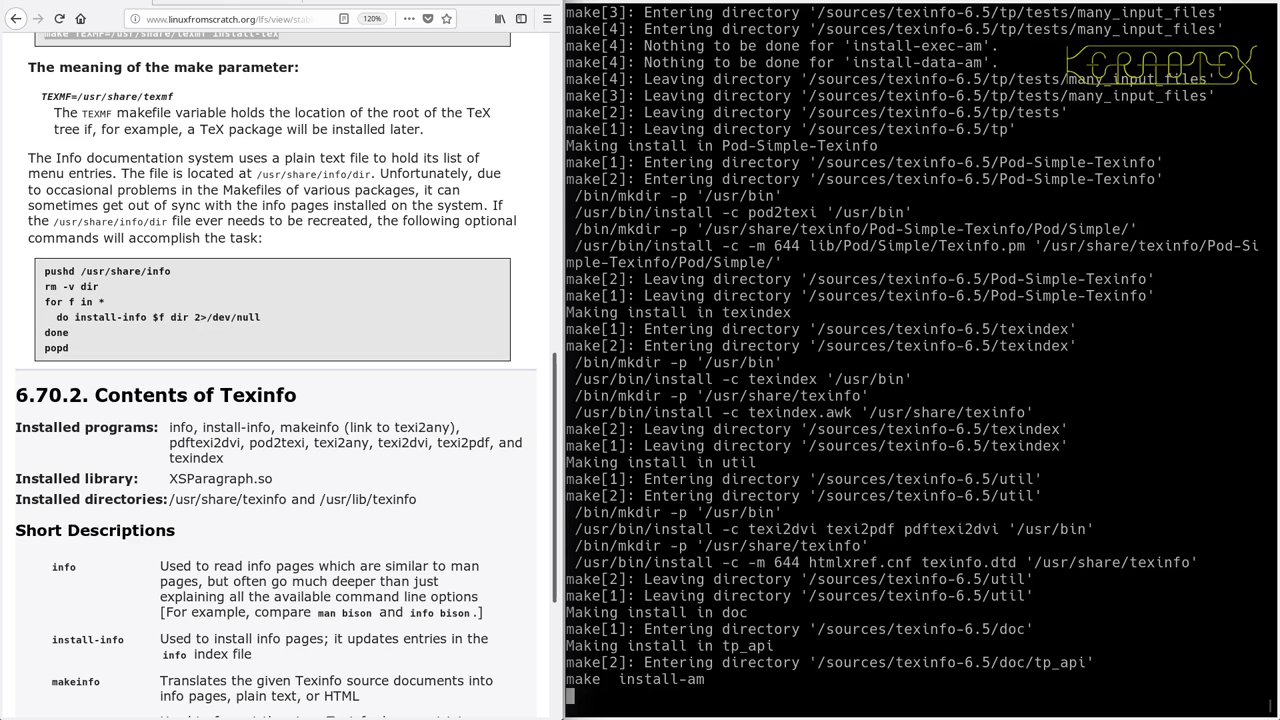 www.linuxfromscratch.org/lfs/view/stabl
120%
make TEXMF=/usr/share/texmf install-tex
The meaning of the make parameter:
TEXMF=/usr/share/texmf
The TEXMF makefile variable holds the location of the root of the TeX
tree if, for example, a TeX package will be installed later.
The Info documentation system uses a plain text file to hold its list of
menu entries. The file is located at /usr/share/info/dir. Unfortunately, due
to occasional problems in the Makefiles of various packages, it can
sometimes get out of sync with the info pages installed on the system. If
the /usr/share/info/dir file ever needs to be recreated, the following optional
commands will accomplish the task:
pushd /usr/share/info
rm -v dir
for f in *
do install-info $f dir 2>/dev/null
done
popd
6.70.2. Contents of Texinfo
Installed programs: info, install-info, makeinfo (link to texi2any),
pdftexi2dvi, pod2texi, texi2any, texi2dvi, texi2pdf, and
texindex
Installed library: XSParagraph.so
Installed directories: /usr/share/texinfo and /usr/lib/texinfo
Short Descriptions
info Used to read info pages which are similar to man
pages, but often go much deeper than just
explaining all the available command line options
[For example, compare man bison and info bison.]
install-info Used to install info pages; it updates entries in the
info index file
makeinfo Translates the given Texinfo source documents into
info pages, plain text, or HTML
make[3]: Entering directory '/sources/texinfo-6.5/tp/tests/many_input_files'
make[4]: Entering directory '/sources/texinfo-6.5/tp/tests/many_input_files'
make[4]: Nothing to be done for 'install-exec-am'.
make[4]: Nothing to be done for 'install-data-am'.
make[4]: Leaving directory '/sources/texinfo-6.5/tp/tests/many_input_files'
make[3]: Leaving directory '/sources/texinfo-6.5/tp/tests/many_input_files'
make[2]: Leaving directory '/sources/texinfo-6.5/tp/tests'
make[1]: Leaving directory '/sources/texinfo-6.5/tp'
Making install in Pod-Simple-Texinfo
make[1]: Entering directory '/sources/texinfo-6.5/Pod-Simple-Texinfo'
make[2]: Entering directory '/sources/texinfo-6.5/Pod-Simple-Texinfo'
/bin/mkdir -p '/usr/bin'
/usr/bin/install -c pod2texi '/usr/bin'
/bin/mkdir -p '/usr/share/texinfo/Pod-Simple-Texinfo/Pod/Simple/'
/usr/bin/install -c -m 644 lib/Pod/Simple/Texinfo.pm '/usr/share/texinfo/Pod-Si
mple-Texinfo/Pod/Simple/'
make[2]: Leaving directory '/sources/texinfo-6.5/Pod-Simple-Texinfo'
make[1]: Leaving directory '/sources/texinfo-6.5/Pod-Simple-Texinfo'
Making install in texindex
make[1]: Entering directory '/sources/texinfo-6.5/texindex'
make[2]: Entering directory '/sources/texinfo-6.5/texindex'
/bin/mkdir -p '/usr/bin'
/usr/bin/install -c texindex '/usr/bin'
/bin/mkdir -p '/usr/share/texinfo'
/usr/bin/install -c texindex.awk '/usr/share/texinfo'
make[2]: Leaving directory '/sources/texinfo-6.5/texindex'
make[1]: Leaving directory '/sources/texinfo-6.5/texindex'
Making install in util
make[1]: Entering directory '/sources/texinfo-6.5/util'
make[2]: Entering directory '/sources/texinfo-6.5/util'
/bin/mkdir -p '/usr/bin'
/usr/bin/install -c texi2dvi texi2pdf pdftexi2dvi '/usr/bin'
/bin/mkdir -p '/usr/share/texinfo'
/usr/bin/install -c -m 644 htmlxref.cnf texinfo.dtd '/usr/share/texinfo'
make[2]: Leaving directory '/sources/texinfo-6.5/util'
make[1]: Leaving directory '/sources/texinfo-6.5/util'
Making install in doc
make[1]: Entering directory '/sources/texinfo-6.5/doc'
Making install in tp_api
make[2]: Entering directory '/sources/texinfo-6.5/doc/tp_api'
make  install-am